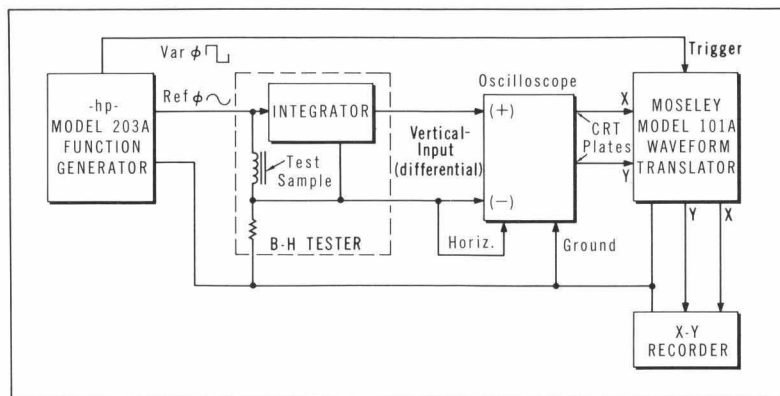 Var ϕ
Trigger
-hp-
MODEL 203A
FUNCTION
GENERATOR
Ref ϕ
INTEGRATOR
Test
Sample
B-H TESTER
Vertical-
Input
(differential)
Oscilloscope
(+)
(–)
Horiz.
Ground
X
CRT
Plates
Y
MOSELEY
MODEL 101A
WAVEFORM
TRANSLATOR
Y
X
X-Y
RECORDER